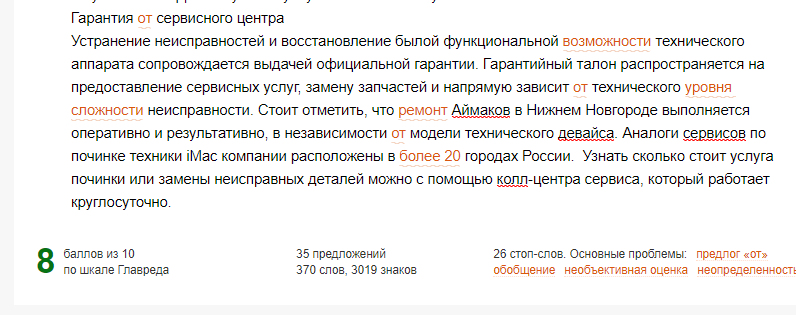 Гарантия от сервисного центра
Устранение неисправностей и восстановление былой функциональной возможности технического
аппарата сопровождается выдачей официальной гарантии. Гарантийный талон распространяется на
предоставление сервисных услуг, замену запчастей и напрямую зависит от технического уровня
сложности неисправности. Стоит отметить, что ремонт Аймаков в Нижнем Новгороде выполняется
оперативно и результативно, в независимости от модели технического девайса. Аналоги сервисов по
починке техники iMac компании расположены в более 20 городах России.  Узнать сколько стоит услуга
починки или замены неисправных деталей можно с помощью колл-центра сервиса, который работает
круглосуточно.
8 баллов из 10
по шкале Главреда
35 предложений
370 слов, 3019 знаков
26 стоп-слов. Основные проблемы: предлог «от»
обобщение необъективная оценка неопределенность